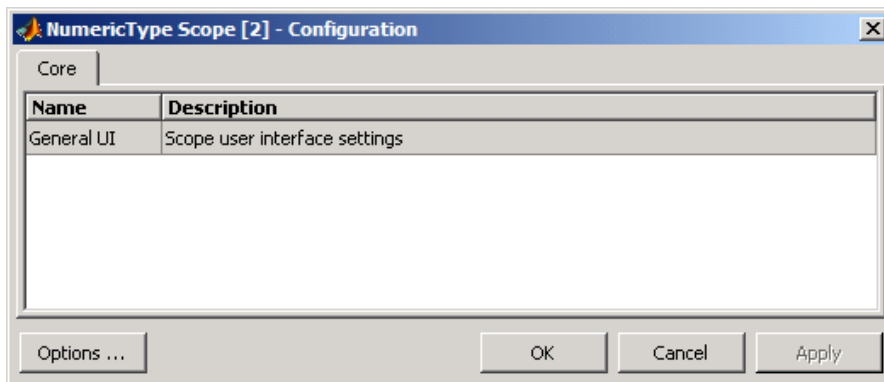 NumericType Scope [2] - Configuration
Core
Name Description
General UI Scope user interface settings
Options ... OK Cancel Apply